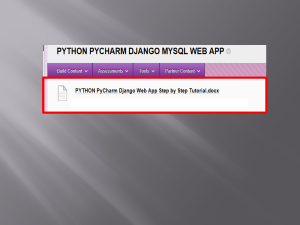 PYTHON PYCHARM DJANGO MYSQL WEB APP
Build Content Assessments Tools Partner Content
PYTHON PyCharm Django Web App Step by Step Tutorial.docx